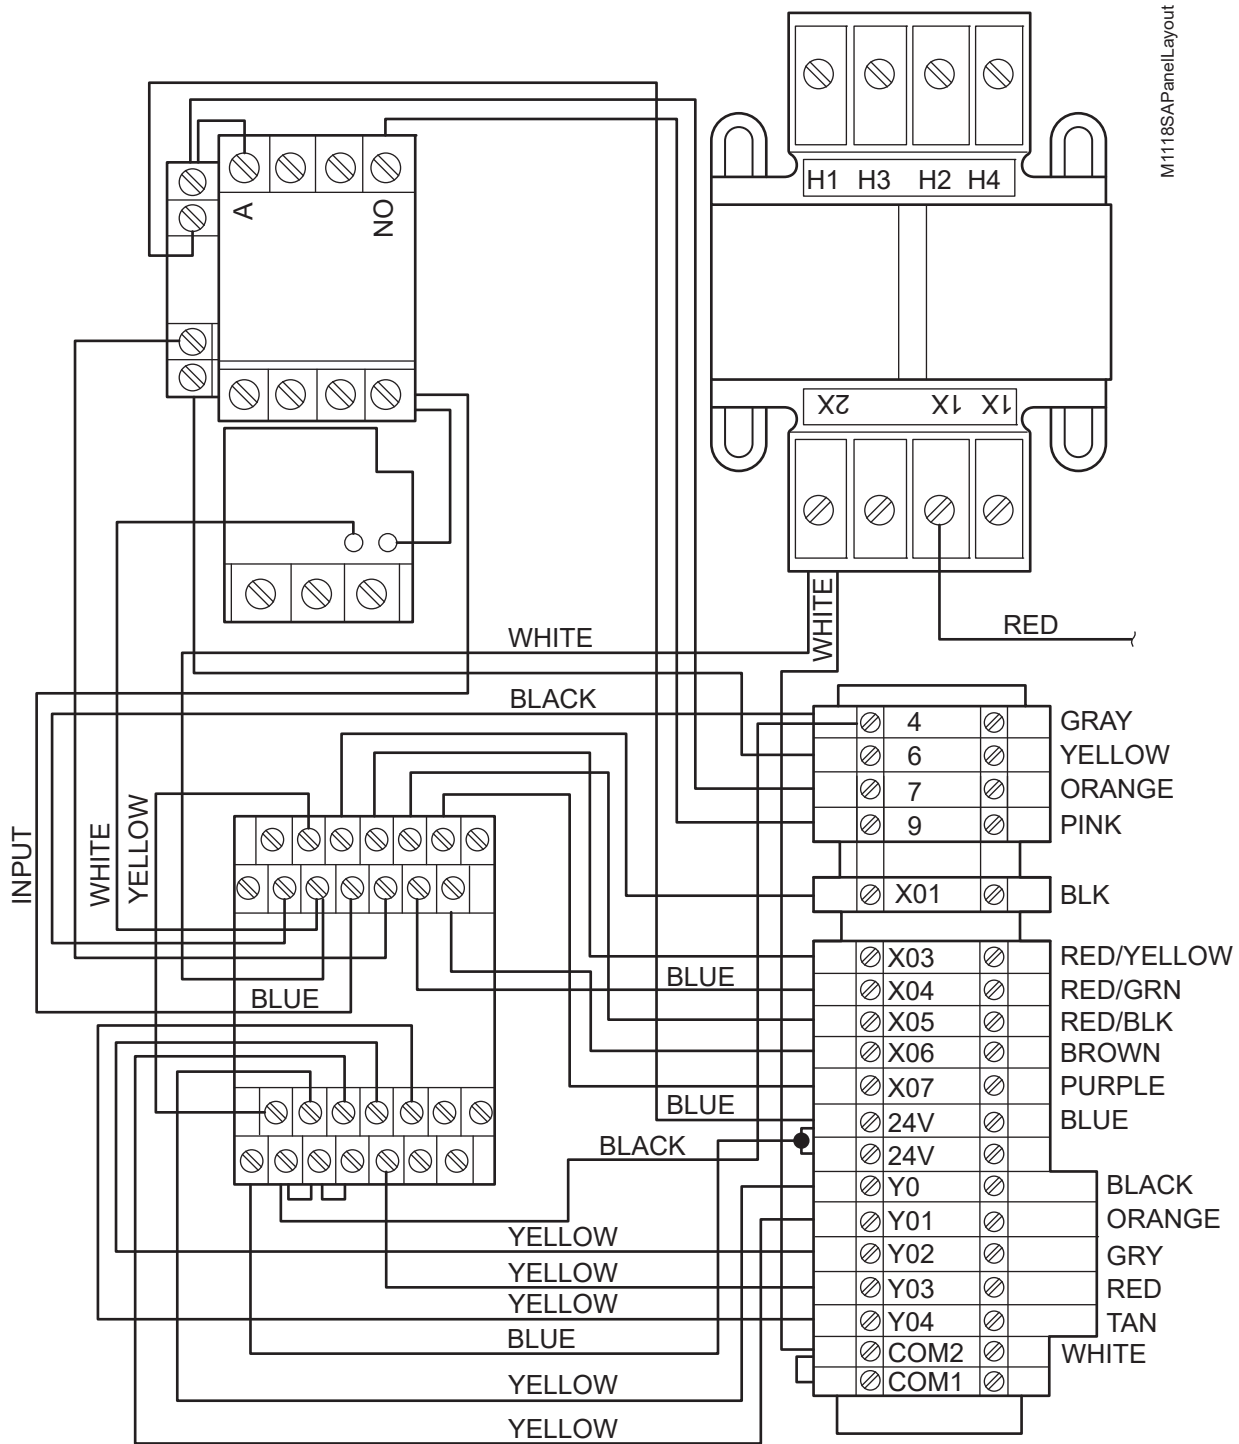 M1118SAPanelLayout
H1 H3 H2 H4
A
NO
X2 X1 X1
WHITE
RED
WHITE
BLACK
4 GRAY
6 YELLOW
7 ORANGE
9 PINK
INPUT
WHITE
YELLOW
X01 BLK
X03 RED/YELLOW
BLUE
X04 RED/GRN
BLUE
X05 RED/BLK
X06 BROWN
X07 PURPLE
BLUE
24V BLUE
BLACK
24V
Y0 BLACK
Y01 ORANGE
YELLOW
Y02 GRY
YELLOW
Y03 RED
YELLOW
Y04 TAN
BLUE
COM2 WHITE
COM1
YELLOW
YELLOW